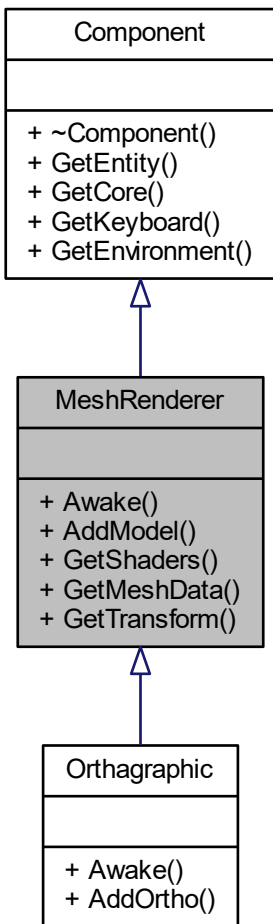 Component
+ ~Component()
+ GetEntity()
+ GetCore()
+ GetKeyboard()
+ GetEnvironment()
MeshRenderer
+ Awake()
+ AddModel()
+ GetShaders()
+ GetMeshData()
+ GetTransform()
Orthagraphic
+ Awake()
+ AddOrtho()